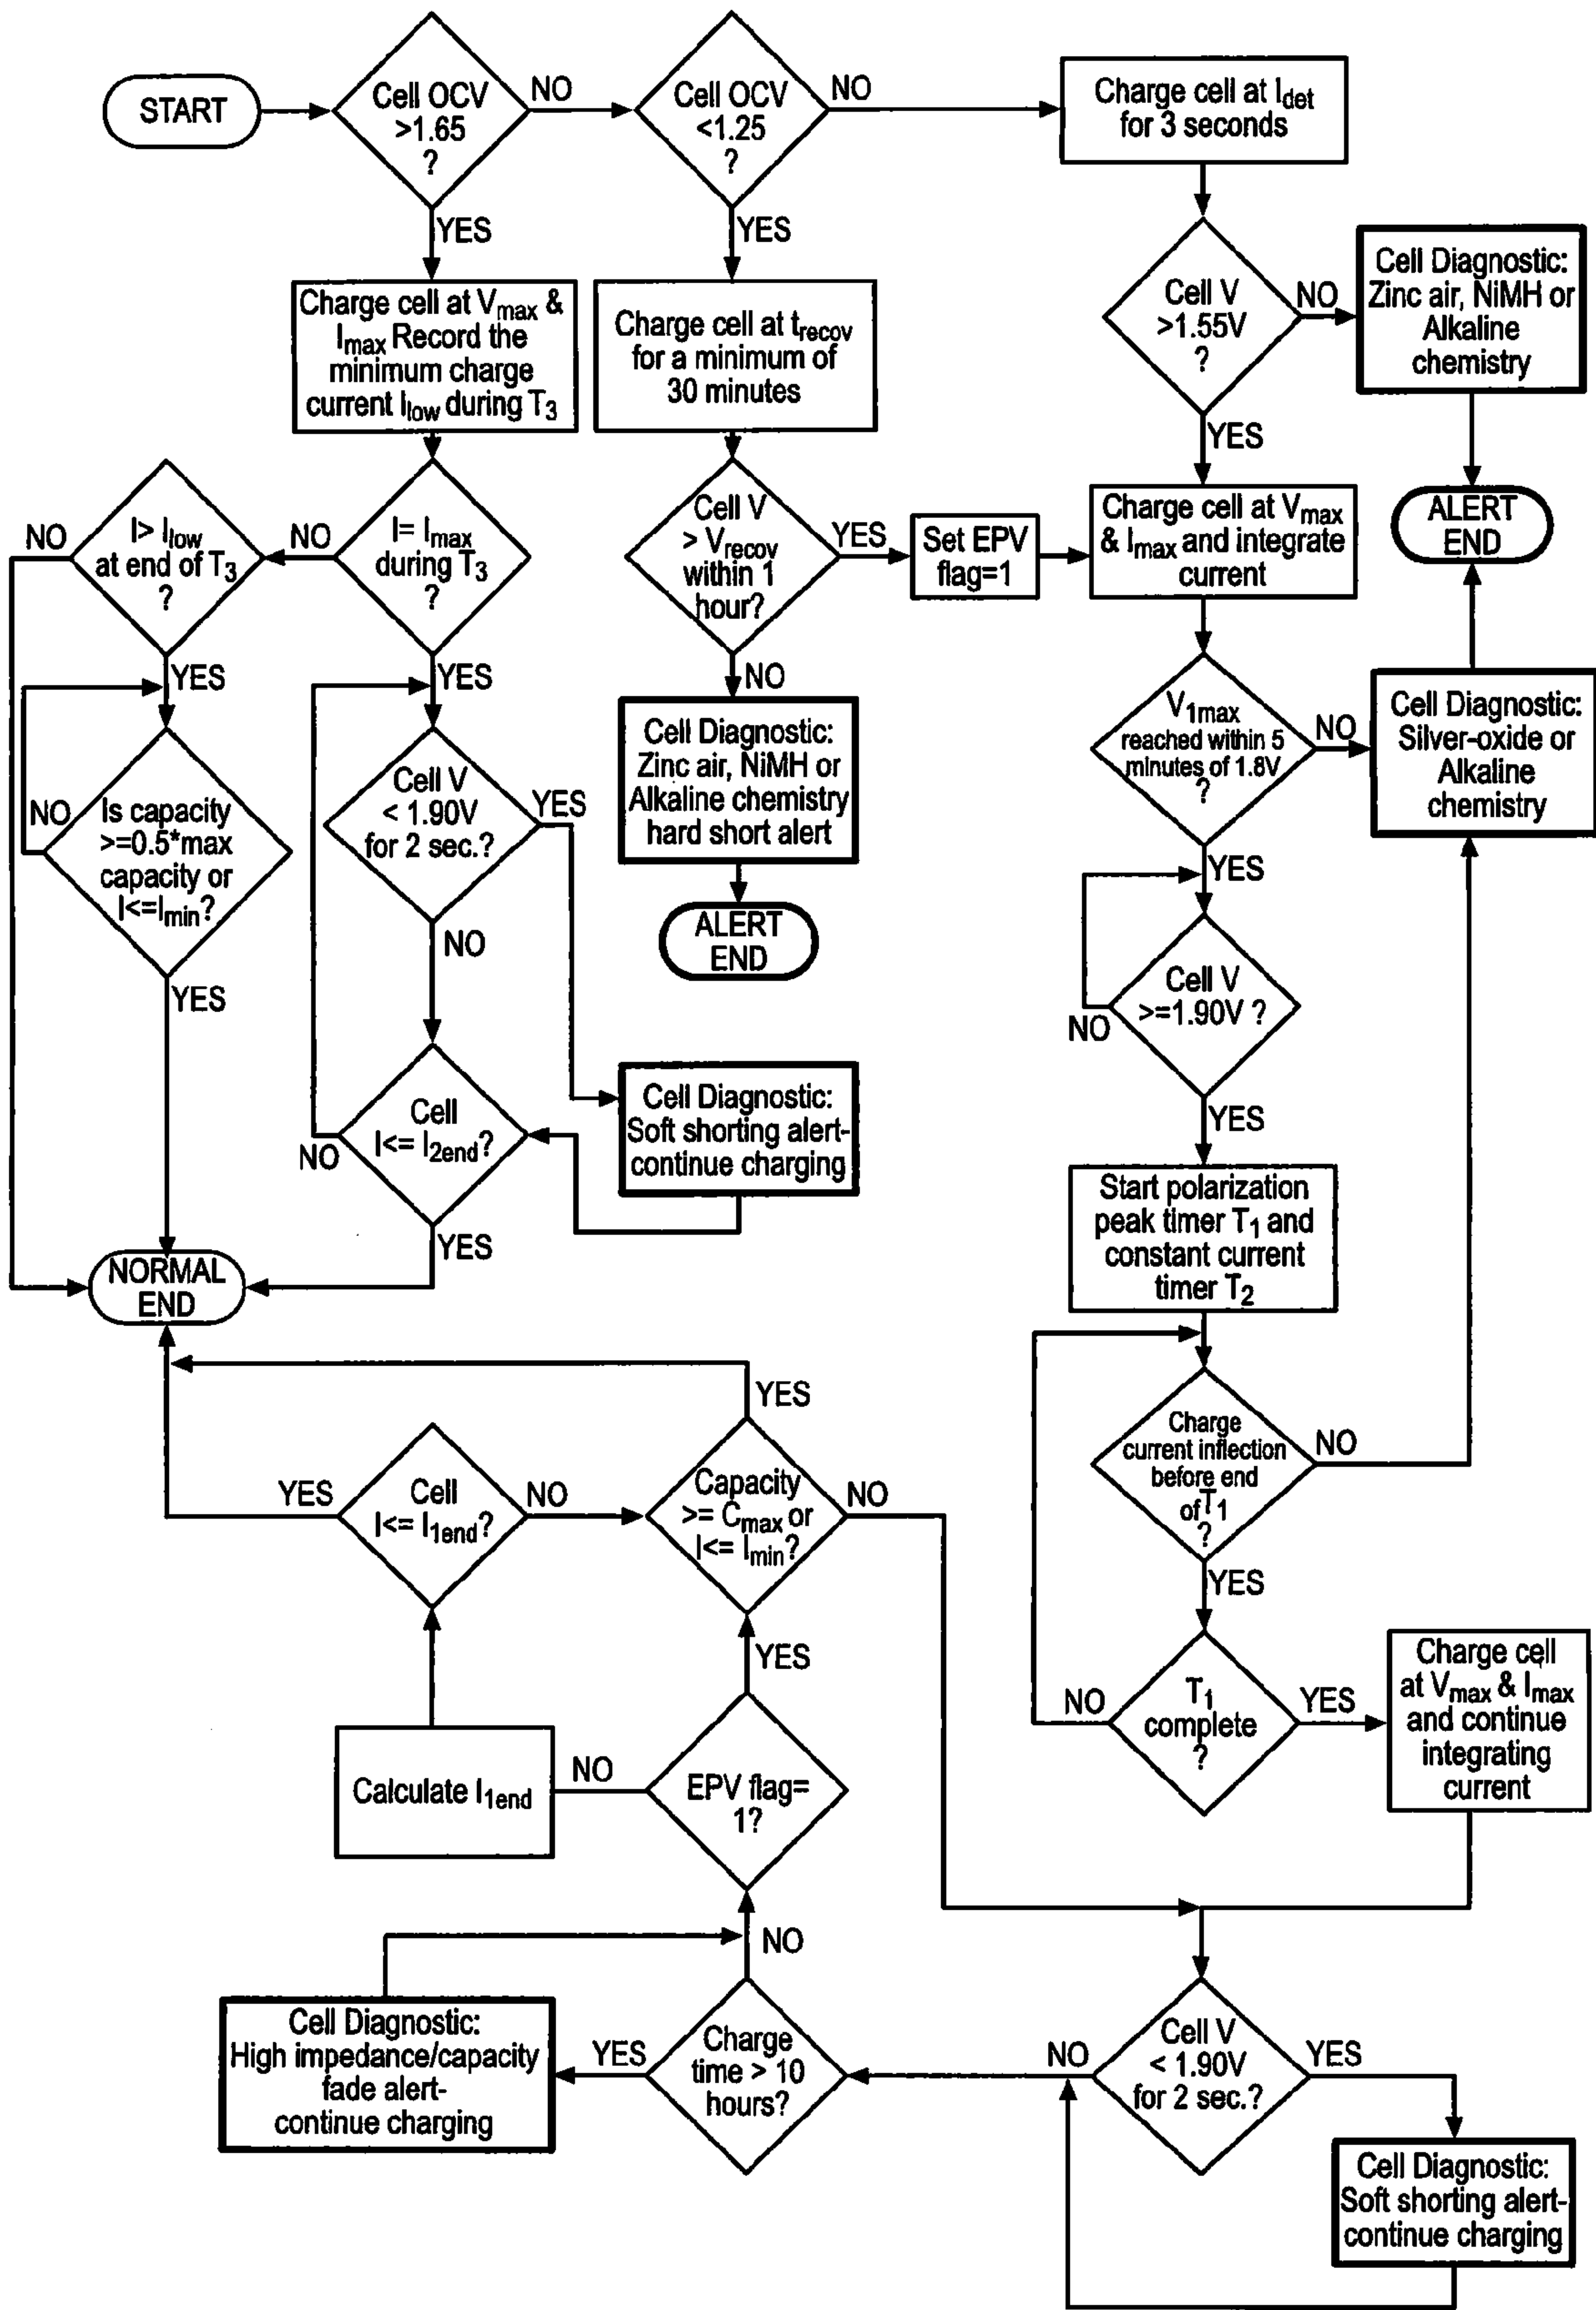 START
Cell OCV
>1.65
?
NO
YES
Cell OCV
<1.25
?
NO
YES
Charge cell at Idet
for 3 seconds
Cell V
>1.55V
?
NO
YES
Cell Diagnostic:
Zinc air, NiMH or
Alkaline
chemistry
ALERT
END
Charge cell at Vmax &
Imax Record the
minimum charge
current Ilow during T3
Charge cell at trecov
for a minimum of
30 minutes
I> Ilow
at end of T3
?
NO
YES
I= Imax
during T3
?
NO
YES
Cell V
> Vrecov
within 1
hour?
YES
NO
Set EPV
flag=1
Charge cell at Vmax
& Imax and integrate
current
V1max
reached within 5
minutes of 1.8V
?
NO
YES
Cell Diagnostic:
Silver-oxide or
Alkaline
chemistry
Is capacity
>=0.5*max
capacity or
I<=Imin?
NO
YES
Cell V
< 1.90V
for 2 sec.?
YES
NO
Cell Diagnostic:
Zinc air, NiMH or
Alkaline chemistry
hard short alert
ALERT
END
Cell V
>=1.90V ?
NO
YES
Cell
I<= I2end?
NO
YES
Cell Diagnostic:
Soft shorting alert-
continue charging
Start polarization
peak timer T1 and
constant current
timer T2
NORMAL
END
Charge
current inflection
before end
ofT1
?
NO
YES
Cell
I<= I1end?
YES
NO
Capacity
>= Cmax or
I<= Imin?
YES
NO
T1
complete
?
NO
YES
Charge cell
at Vmax & Imax
and continue
integrating
current
Calculate I1end
NO
EPV flag=
1?
YES
Cell Diagnostic:
High impedance/capacity
fade alert-
continue charging
YES
Charge
time > 10
hours?
NO
Cell V
< 1.90V
for 2 sec.?
NO
YES
Cell Diagnostic:
Soft shorting alert-
continue charging